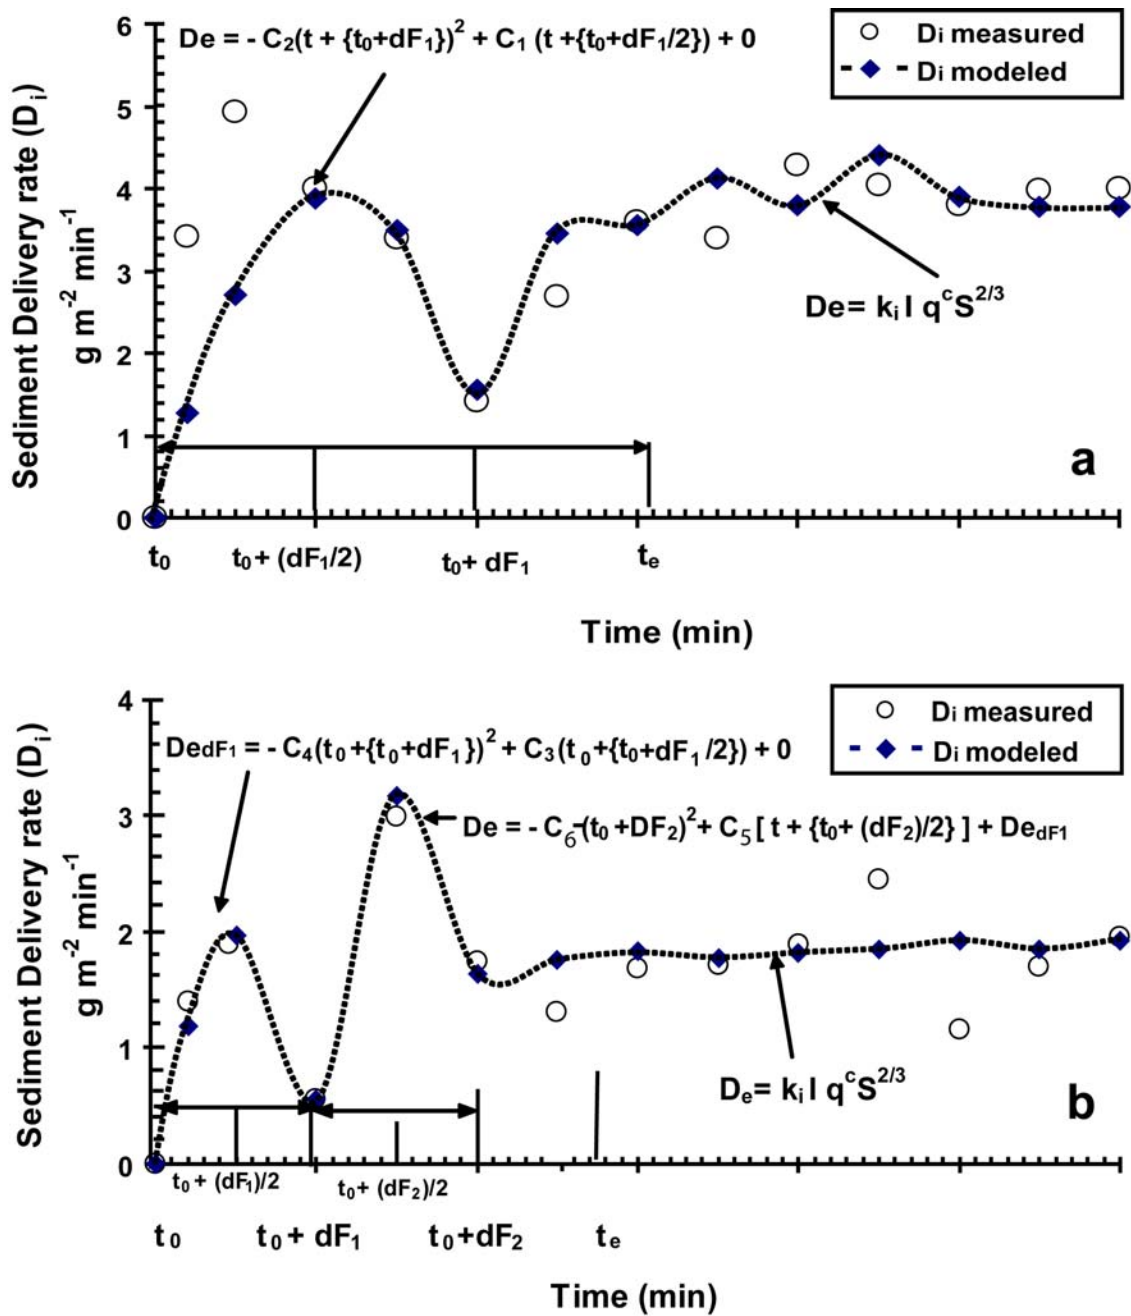 De = - C₂(t + {t₀+dF₁})² + C₁ (t +{t₀+dF₁/2}) + 0
Dᵢ measured
Dᵢ modeled
Sediment Delivery rate (Dᵢ)
g m⁻² min⁻¹
6
5
4
3
2
1
0
De= kᵢ I qᶜS²ᐟ³
a
t₀
t₀ + (dF₁/2)
t₀+ dF₁
tₑ
Time (min)
Dᵢ measured
Dᵢ modeled
Sediment Delivery rate (Dᵢ)
g m⁻² min⁻¹
4
3
2
1
0
DedF1 = - C₄(t₀ +{t₀+dF₁})² + C₃(t₀+{t₀+dF₁/2}) + 0
De = -C₆-(t₀ +DF₂)²+ C₅[ t + {t₀+ (dF₂)/2} ] + DedF1
Dₑ= kᵢ I qᶜS²ᐟ³
b
t₀ + (dF₁)/2
t₀+ (dF₂)/2
t₀
t₀ + dF₁
t₀+dF₂
tₑ
Time (min)